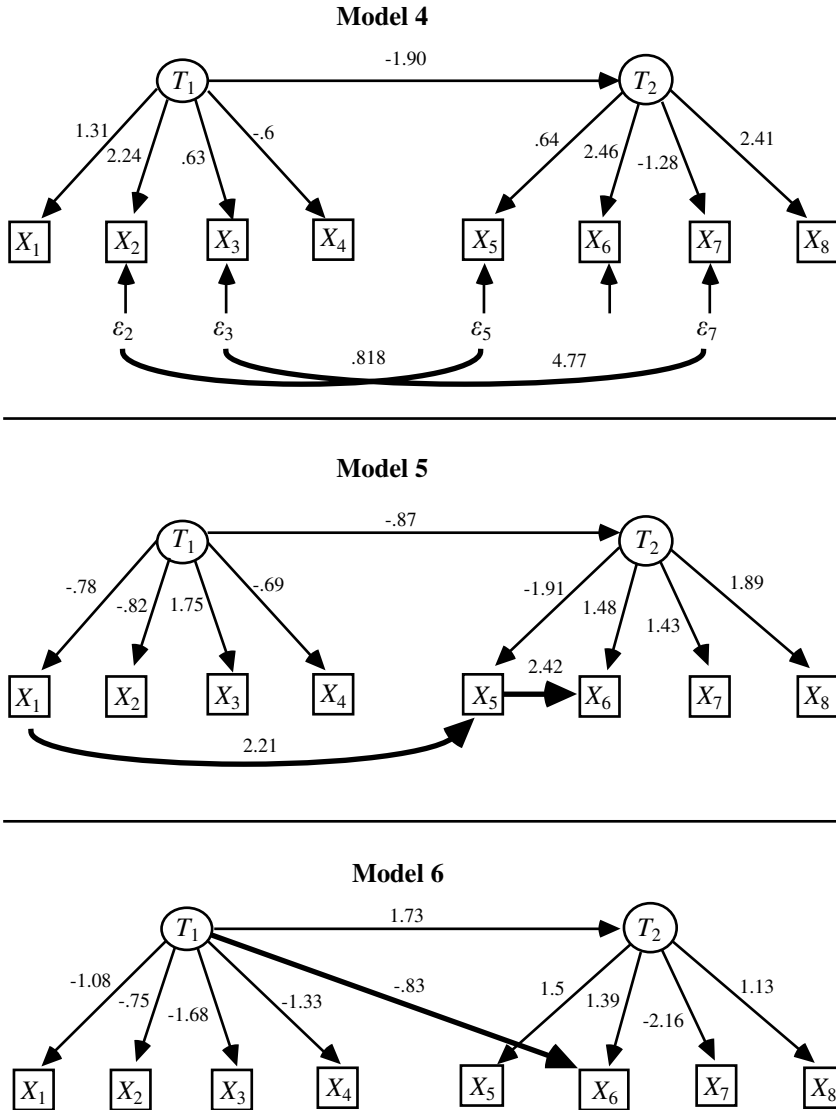 Model 4
-1.90
T1 T2
1.31 2.24 .63 -.6 .64 2.46 -1.28 2.41
X1 X2 X3 X4 X5 X6 X7 X8
ε2 ε3 ε5 ε7
.818 4.77
Model 5
-.87
T1 T2
-.78 -.82 1.75 -.69 -1.91 1.48 1.43 1.89
2.42
X1 X2 X3 X4 X5 X6 X7 X8
2.21
Model 6
1.73
T1 T2
-1.08 -.75 -1.68 -1.33 -.83 1.5 1.39 -2.16 1.13
X1 X2 X3 X4 X5 X6 X7 X8